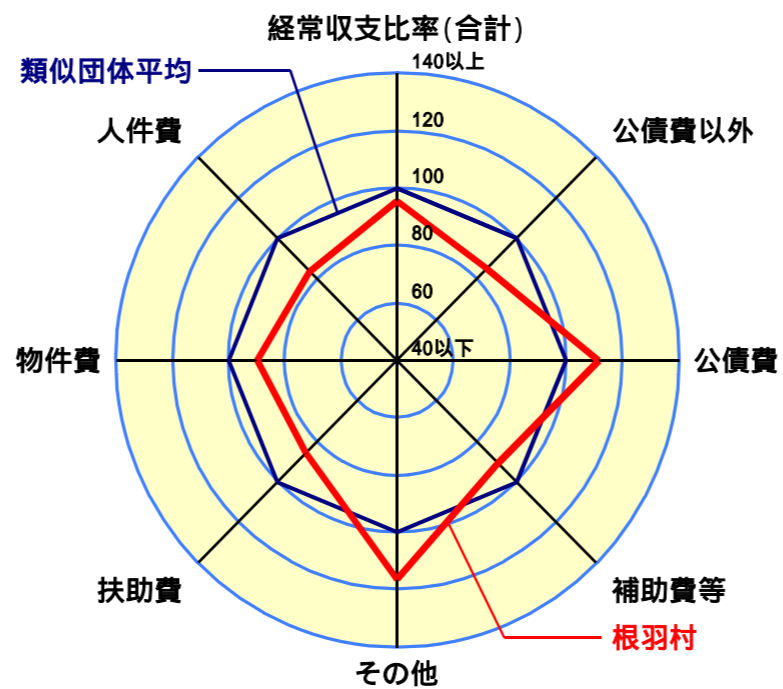 経常収支比率(合計)
類似団体平均
140以上
人件費
120
公債費以外
100
80
60
物件費
40以下
公債費
扶助費
補助費等
根羽村
その他